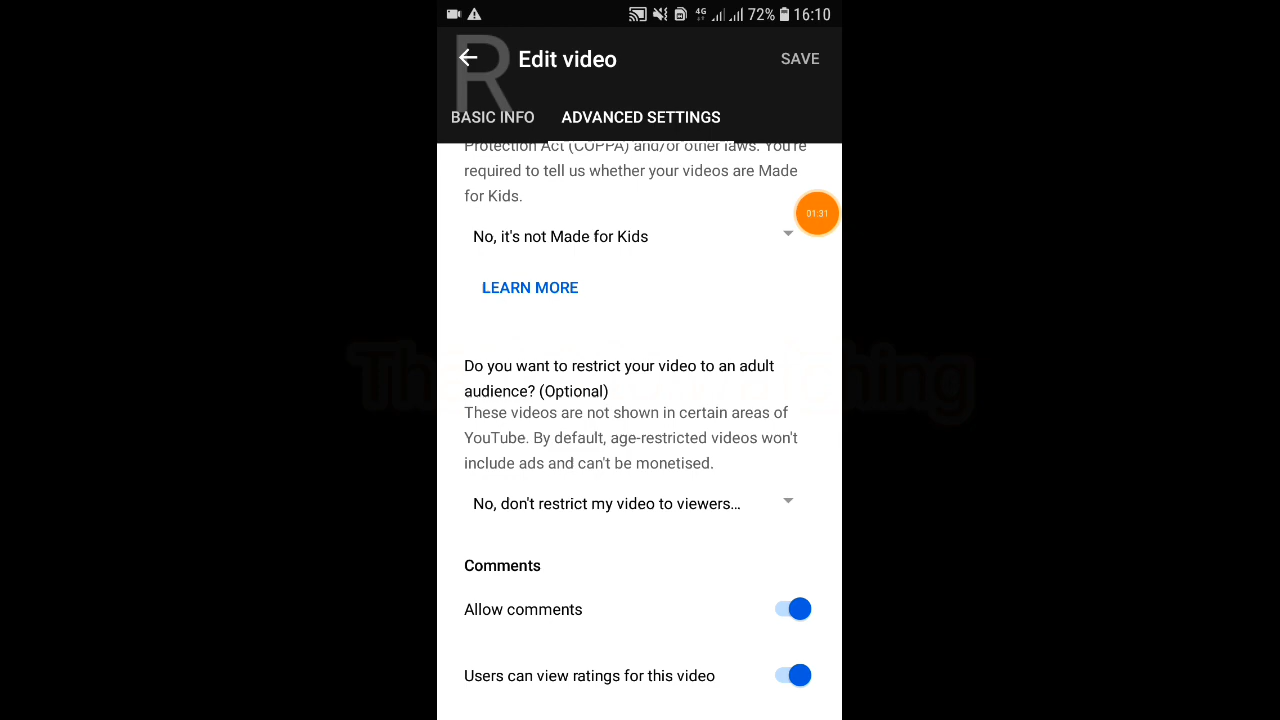 4G 72% 16:10
R
Edit video SAVE
BASIC INFO ADVANCED SETTINGS
Protection Act (COPPA) and/or other laws. You're
required to tell us whether your videos are Made
for Kids.
01:31
No, it's not Made for Kids
LEARN MORE
Do you want to restrict your video to an adult
audience? (Optional)
These videos are not shown in certain areas of
YouTube. By default, age-restricted videos won't
include ads and can't be monetised.
No, don't restrict my video to viewers...
Comments
Allow comments
Users can view ratings for this video